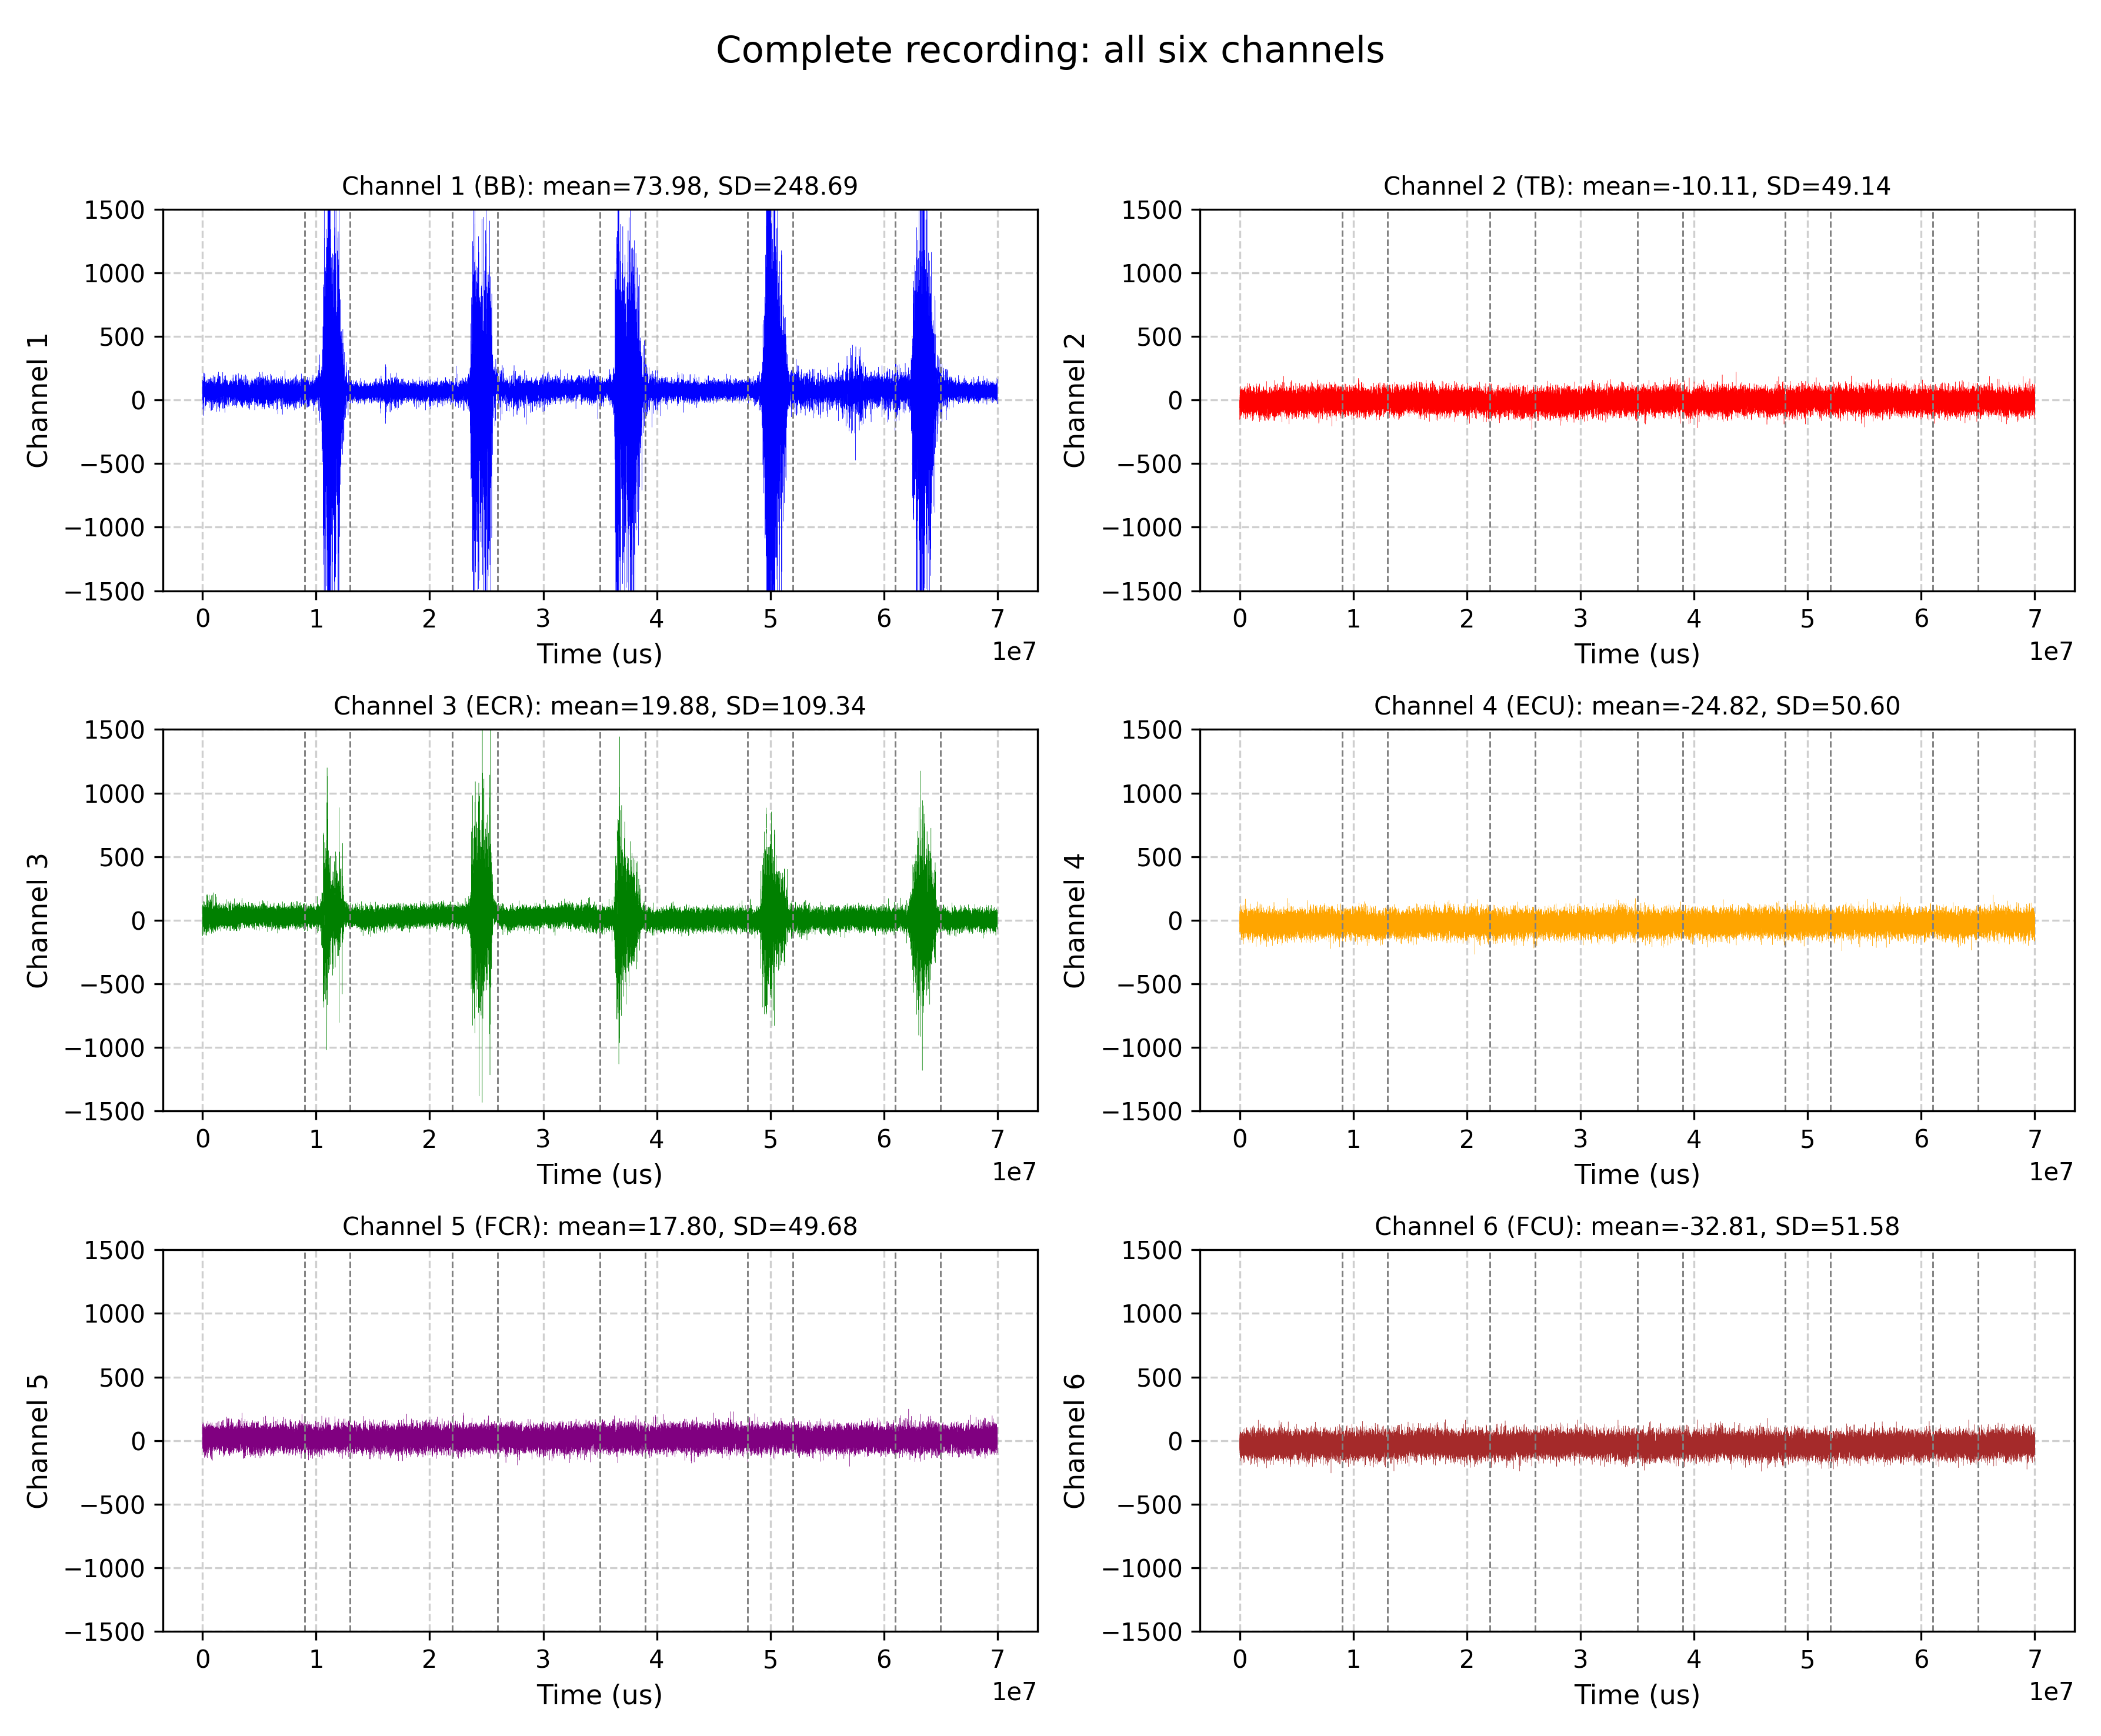 Complete recording: all six channels
Channel 1 (BB): mean=73.98, SD=248.69
1500
1000
500
0
−500
−1000
−1500
Channel 1
0 1 2 3 4 5 6 7
1e7
Time (us)
Channel 2 (TB): mean=-10.11, SD=49.14
1500
1000
500
0
−500
−1000
−1500
Channel 2
0 1 2 3 4 5 6 7
1e7
Time (us)
Channel 3 (ECR): mean=19.88, SD=109.34
1500
1000
500
0
−500
−1000
−1500
Channel 3
0 1 2 3 4 5 6 7
1e7
Time (us)
Channel 4 (ECU): mean=-24.82, SD=50.60
1500
1000
500
0
−500
−1000
−1500
Channel 4
0 1 2 3 4 5 6 7
1e7
Time (us)
Channel 5 (FCR): mean=17.80, SD=49.68
1500
1000
500
0
−500
−1000
−1500
Channel 5
0 1 2 3 4 5 6 7
1e7
Time (us)
Channel 6 (FCU): mean=-32.81, SD=51.58
1500
1000
500
0
−500
−1000
−1500
Channel 6
0 1 2 3 4 5 6 7
1e7
Time (us)